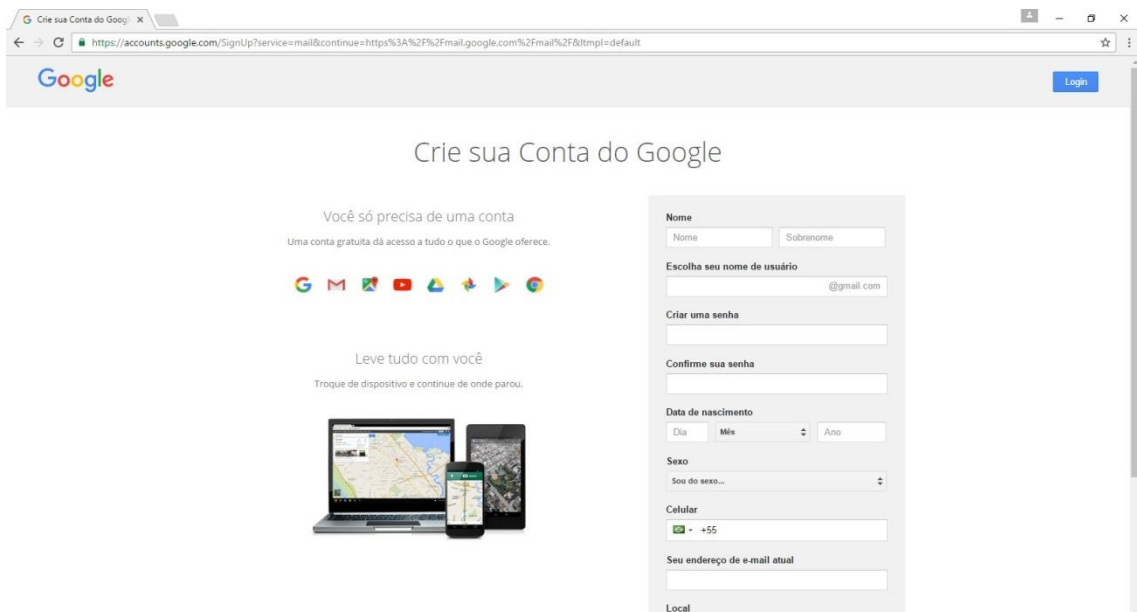 Crie sua Conta do Googl
https://accounts.google.com/SignUp?service=mail&continue=https%3A%2F%2Fmail.google.com%2Fmail%2F&ltmpl=default
Google
Login
Crie sua Conta do Google
Você só precisa de uma conta
Uma conta gratuita dá acesso a tudo o que o Google oferece.
Leve tudo com você
Troque de dispositivo e continue de onde parou.
Nome
Nome Sobrenome
Escolha seu nome de usuário
@gmail.com
Criar uma senha
Confirme sua senha
Data de nascimento
Dia Mês Ano
Sexo
Sou do sexo...
Celular
+55
Seu endereço de e-mail atual
Local